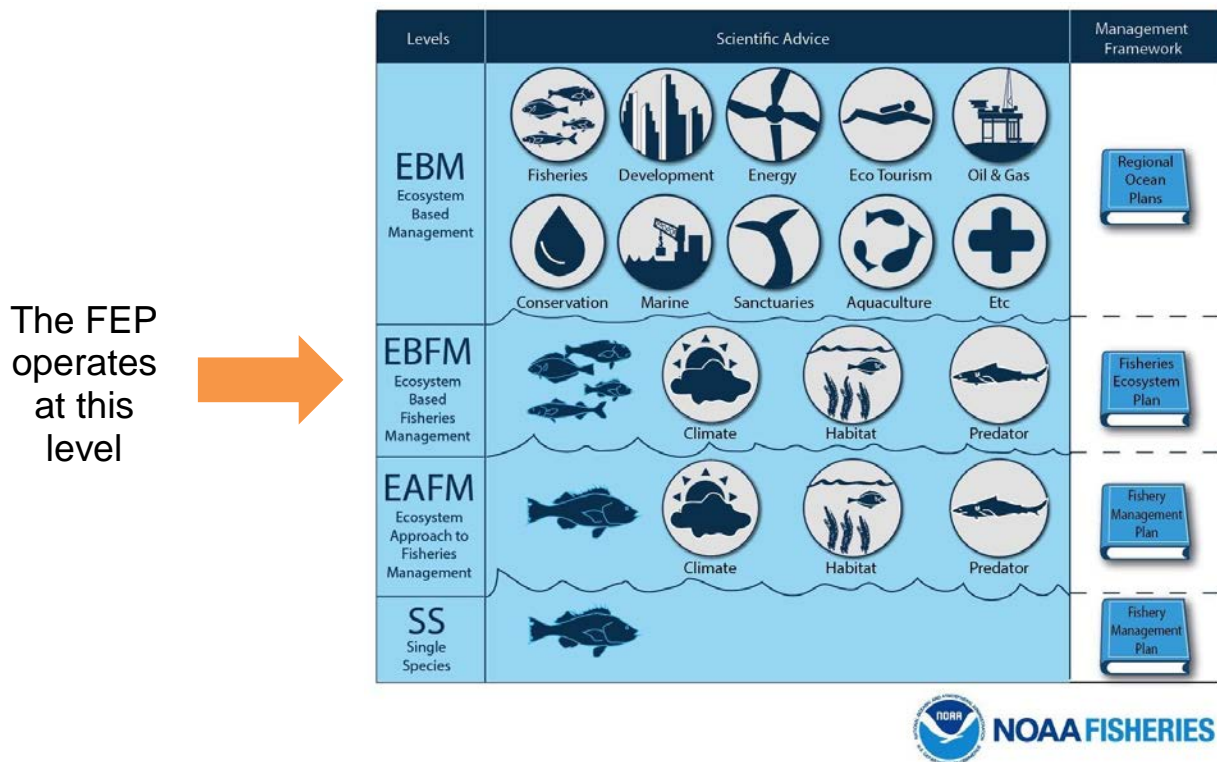 Levels
Scientific Advice
Management
Framework
EBM
Ecosystem
Based
Management
Fisheries
Development
Energy
Eco Tourism
Oil & Gas
Conservation
Marine
Sanctuaries
Aquaculture
Etc
Regional
Ocean
Plans
The FEP
operates
at this
level
EBFM
Ecosystem
Based
Fisheries
Management
Climate
Habitat
Predator
Fisheries
Ecosystem
Plan
EAFM
Ecosystem
Approach to
Fisheries
Management
Climate
Habitat
Predator
Fishery
Management
Plan
SS
Single
Species
Fishery
Management
Plan
NOAA
NOAA FISHERIES